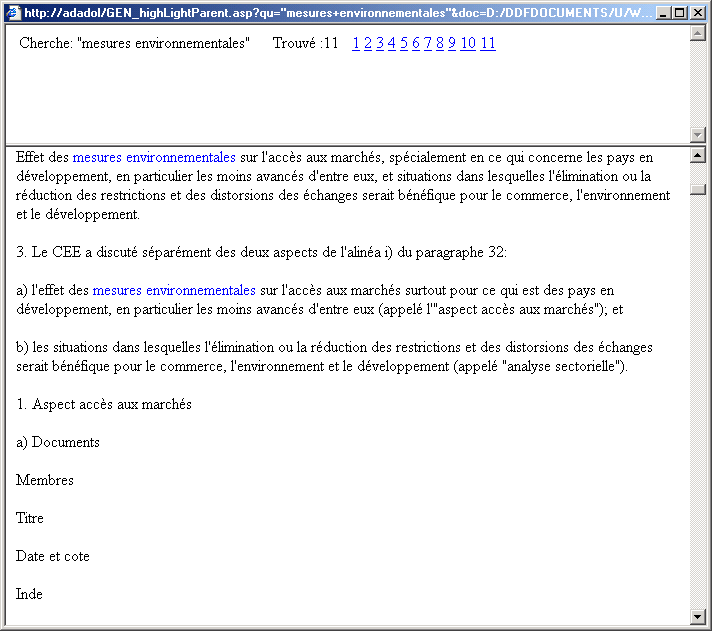 http://adadol/GEN_highLightParent.asp?qu="mesures+environnementales"&doc=D:/DDFDOCUMENTS/U/W...
Cherche: "mesures environnementales" Trouvé :11 1 2 3 4 5 6 7 8 9 10 11
Effet des mesures environnementales sur l'accès aux marchés, spécialement en ce qui concerne les pays en
développement, en particulier les moins avancés d'entre eux, et situations dans lesquelles l'élimination ou la
réduction des restrictions et des distorsions des échanges serait bénéfique pour le commerce, l'environnement
et le développement.
3. Le CEE a discuté séparément des deux aspects de l'alinéa i) du paragraphe 32:
a) l'effet des mesures environnementales sur l'accès aux marchés surtout pour ce qui est des pays en
développement, en particulier les moins avancés d'entre eux (appelé l'"aspect accès aux marchés"); et
b) les situations dans lesquelles l'élimination ou la réduction des restrictions et des distorsions des échanges
serait bénéfique pour le commerce, l'environnement et le développement (appelé "analyse sectorielle").
1. Aspect accès aux marchés
a) Documents
Membres
Titre
Date et cote
Inde